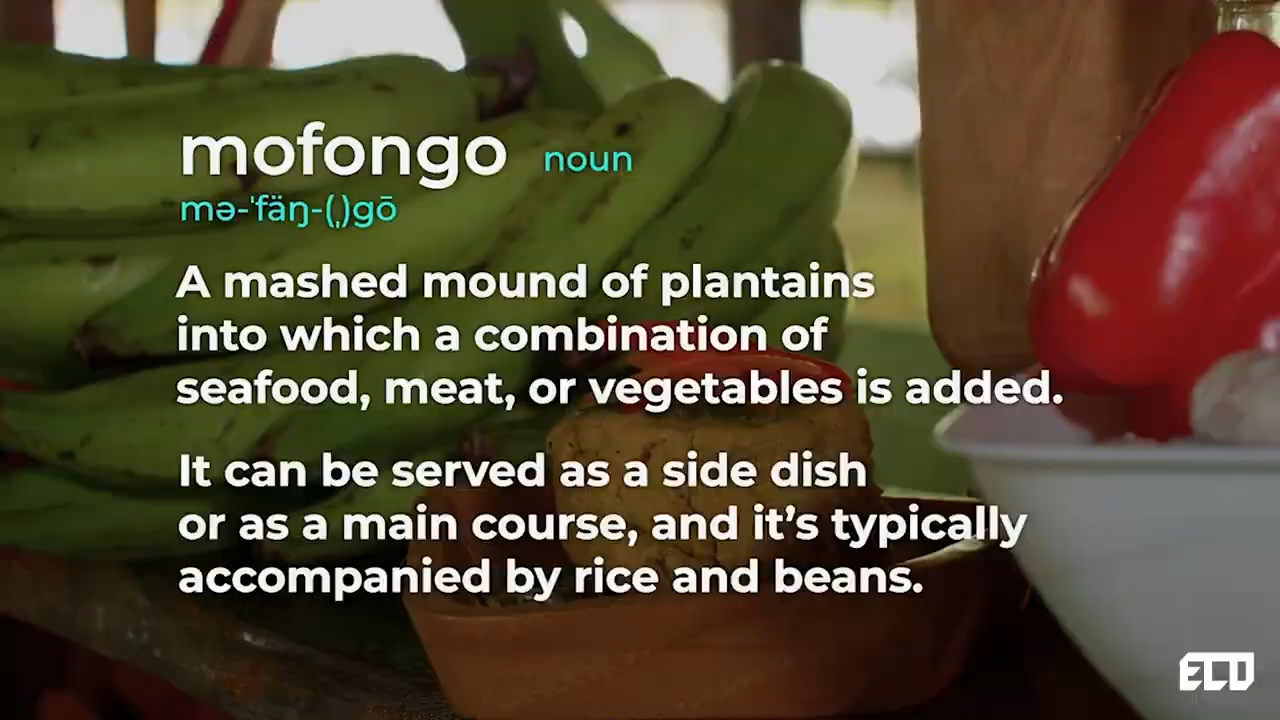 mofongo noun
mə-ˈfäŋ-(ˌ)gō
A mashed mound of plantains
into which a combination of
seafood, meat, or vegetables is added.
It can be served as a side dish
or as a main course, and it’s typically
accompanied by rice and beans.
ECD